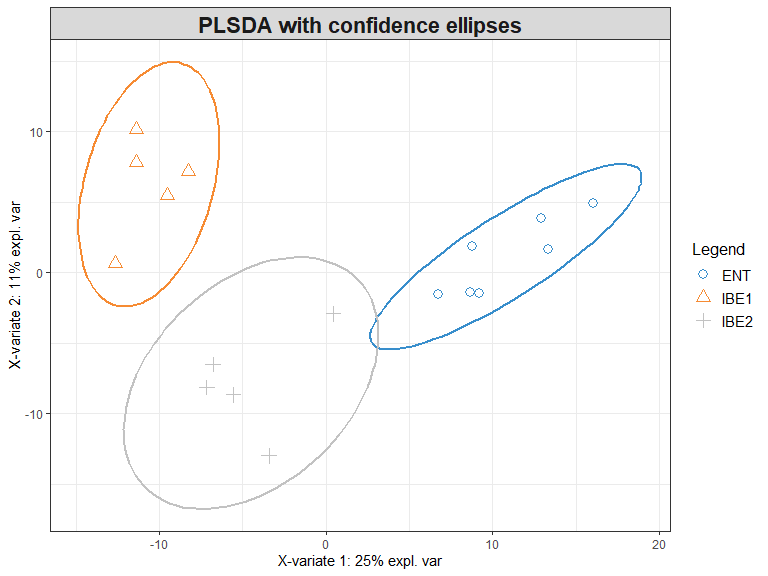 PLSDA with confidence ellipses
X-variate 2: 11% expl. var
10
0
-10
-10
0
10
20
X-variate 1: 25% expl. var
Legend
ENT
IBE1
IBE2